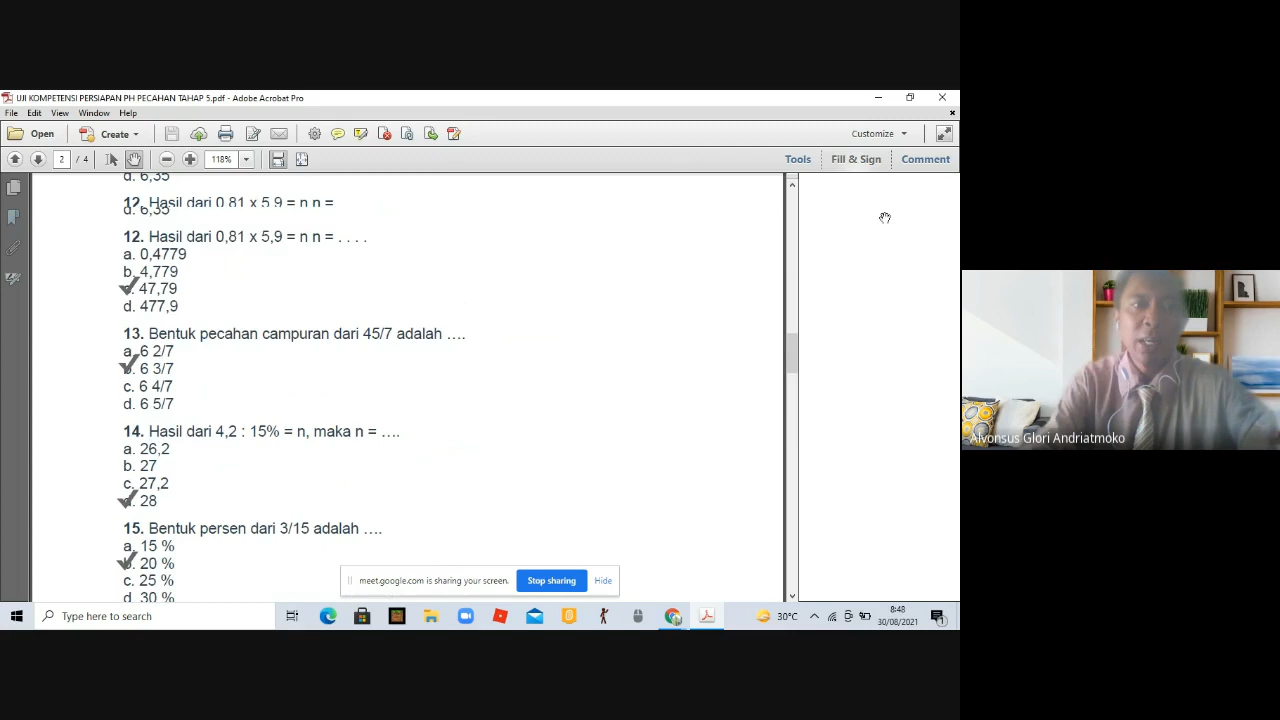 UJI KOMPETENSI PERSIAPAN PH PECAHAN TAHAP 5.pdf - Adobe Acrobat Pro
File Edit View Window Help
Open Create Customize
2 / 4 118% Tools Fill & Sign Comment
d. 6,35
12. Hasil dari 0,81 x 5,9 = n n =
d. 6,35
12. Hasil dari 0,81 x 5,9 = n n = . . . .
a. 0,4779
b. 4,779
c. 47,79
d. 477,9
13. Bentuk pecahan campuran dari 45/7 adalah ….
a. 6 2/7
b. 6 3/7
c. 6 4/7
d. 6 5/7
14. Hasil dari 4,2 : 15% = n, maka n = ….
a. 26,2
b. 27
c. 27,2
d. 28
15. Bentuk persen dari 3/15 adalah ….
a. 15 %
b. 20 %
c. 25 %
d. 30 %
meet.google.com is sharing your screen. Stop sharing Hide
Type here to search
30°C
8:48
30/08/2021
1
Alvonsus Glori Andriatmoko